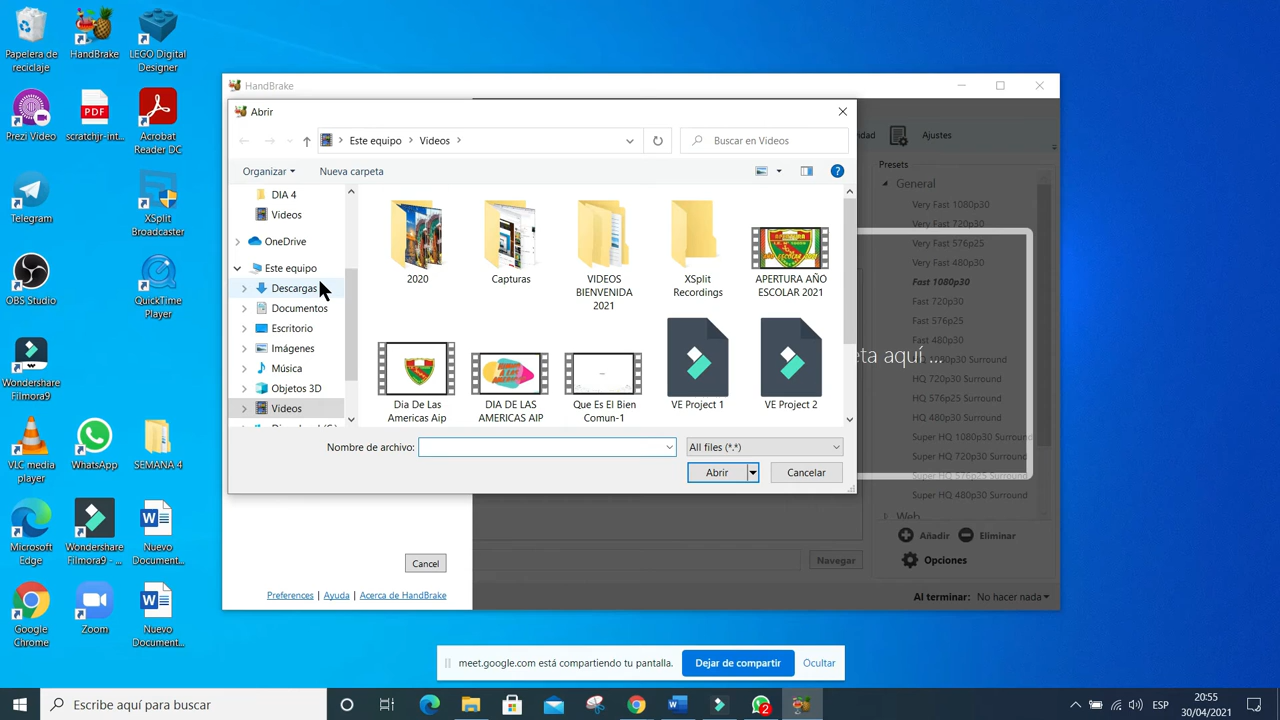 Papelera de
reciclaje
HandBrake
LEGO Digital
Designer
Prezi Video
PDF
scratchjr-int...
Acrobat
Reader DC
Telegram
XSplit
Broadcaster
OBS Studio
QuickTime
Player
Wondershare
Filmora9
VLC media
player
WhatsApp
SEMANA 4
Microsoft
Edge
Wondershare
Filmora9 - ...
Nuevo
Document...
Google
Chrome
Zoom
Nuevo
Document...
HandBrake
Abrir
Este equipo
Videos
Buscar en Videos
Organizar
Nueva carpeta
DIA 4
Videos
OneDrive
Este equipo
Descargas
Documentos
Escritorio
Imágenes
Música
Objetos 3D
Videos
2020
Capturas
VIDEOS
BIENVENIDA
2021
XSplit
Recordings
APERTURA AÑO
ESCOLAR 2021
Dia De Las
Americas Aip
DIA DE LAS
AMERICAS AIP
Que Es El Bien
Comun-1
VE Project 1
VE Project 2
Nombre de archivo:
All files (*.*)
Abrir
Cancelar
Cancel
Preferences | Ayuda | Acerca de HandBrake
Ajustes
Presets
General
Very Fast 1080p30
Very Fast 720p30
Very Fast 576p25
Very Fast 480p30
Fast 1080p30
Fast 720p30
Fast 576p25
Fast 480p30
HQ 1080p30 Surround
HQ 720p30 Surround
HQ 576p25 Surround
HQ 480p30 Surround
Super HQ 1080p30 Surround
Super HQ 720p30 Surround
Super HQ 576p25 Surround
Super HQ 480p30 Surround
Web
aquí ...
Añadir
Eliminar
Navegar
Opciones
Al terminar: No hacer nada
meet.google.com está compartiendo tu pantalla.
Dejar de compartir
Ocultar
Escribe aquí para buscar
2
ESP
20:55
30/04/2021